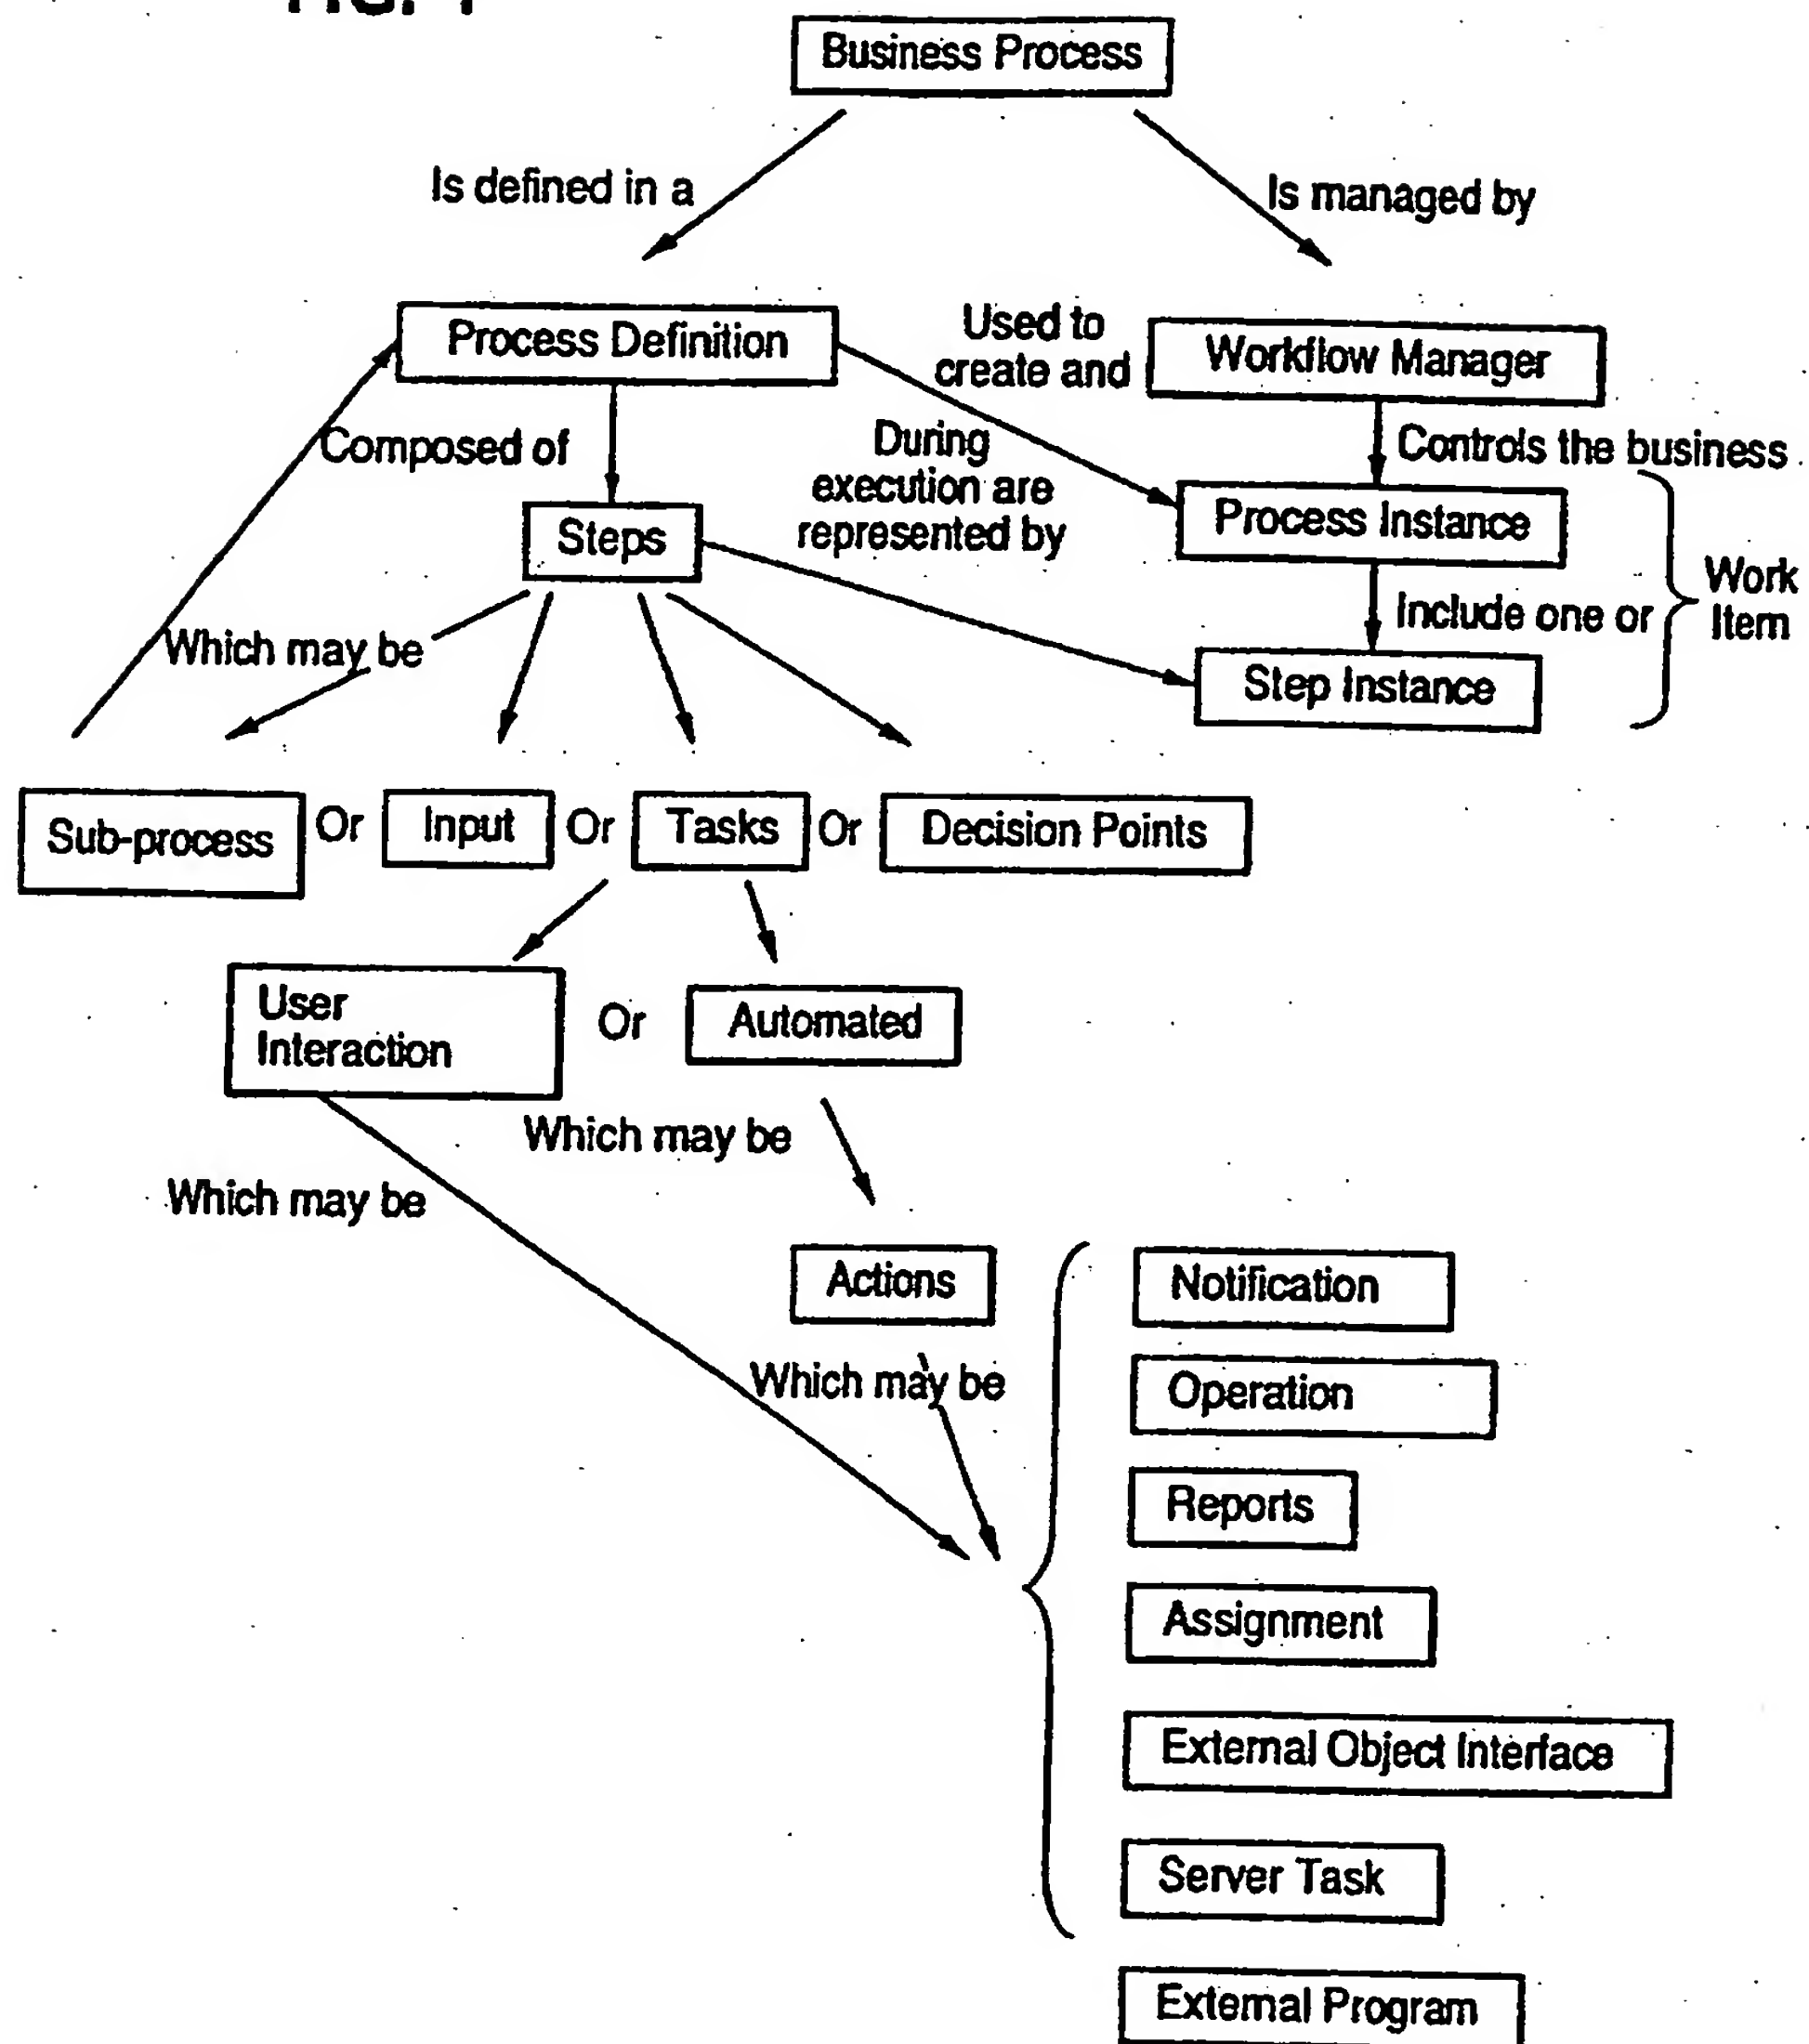 Business Process
Is defined in a
Is managed by
Process Definition
Used to
create and
Workflow Manager
Composed of
During
execution are
represented by
Controls the business
Steps
Process Instance
Work
Item
Which may be
Include one or
Step Instance
Sub-process
Or
Input
Or
Tasks
Or
Decision Points
User
Interaction
Or
Automated
Which may be
Which may be
Actions
Notification
Which may be
Operation
Reports
Assignment
External Object Interface
Server Task
External Program